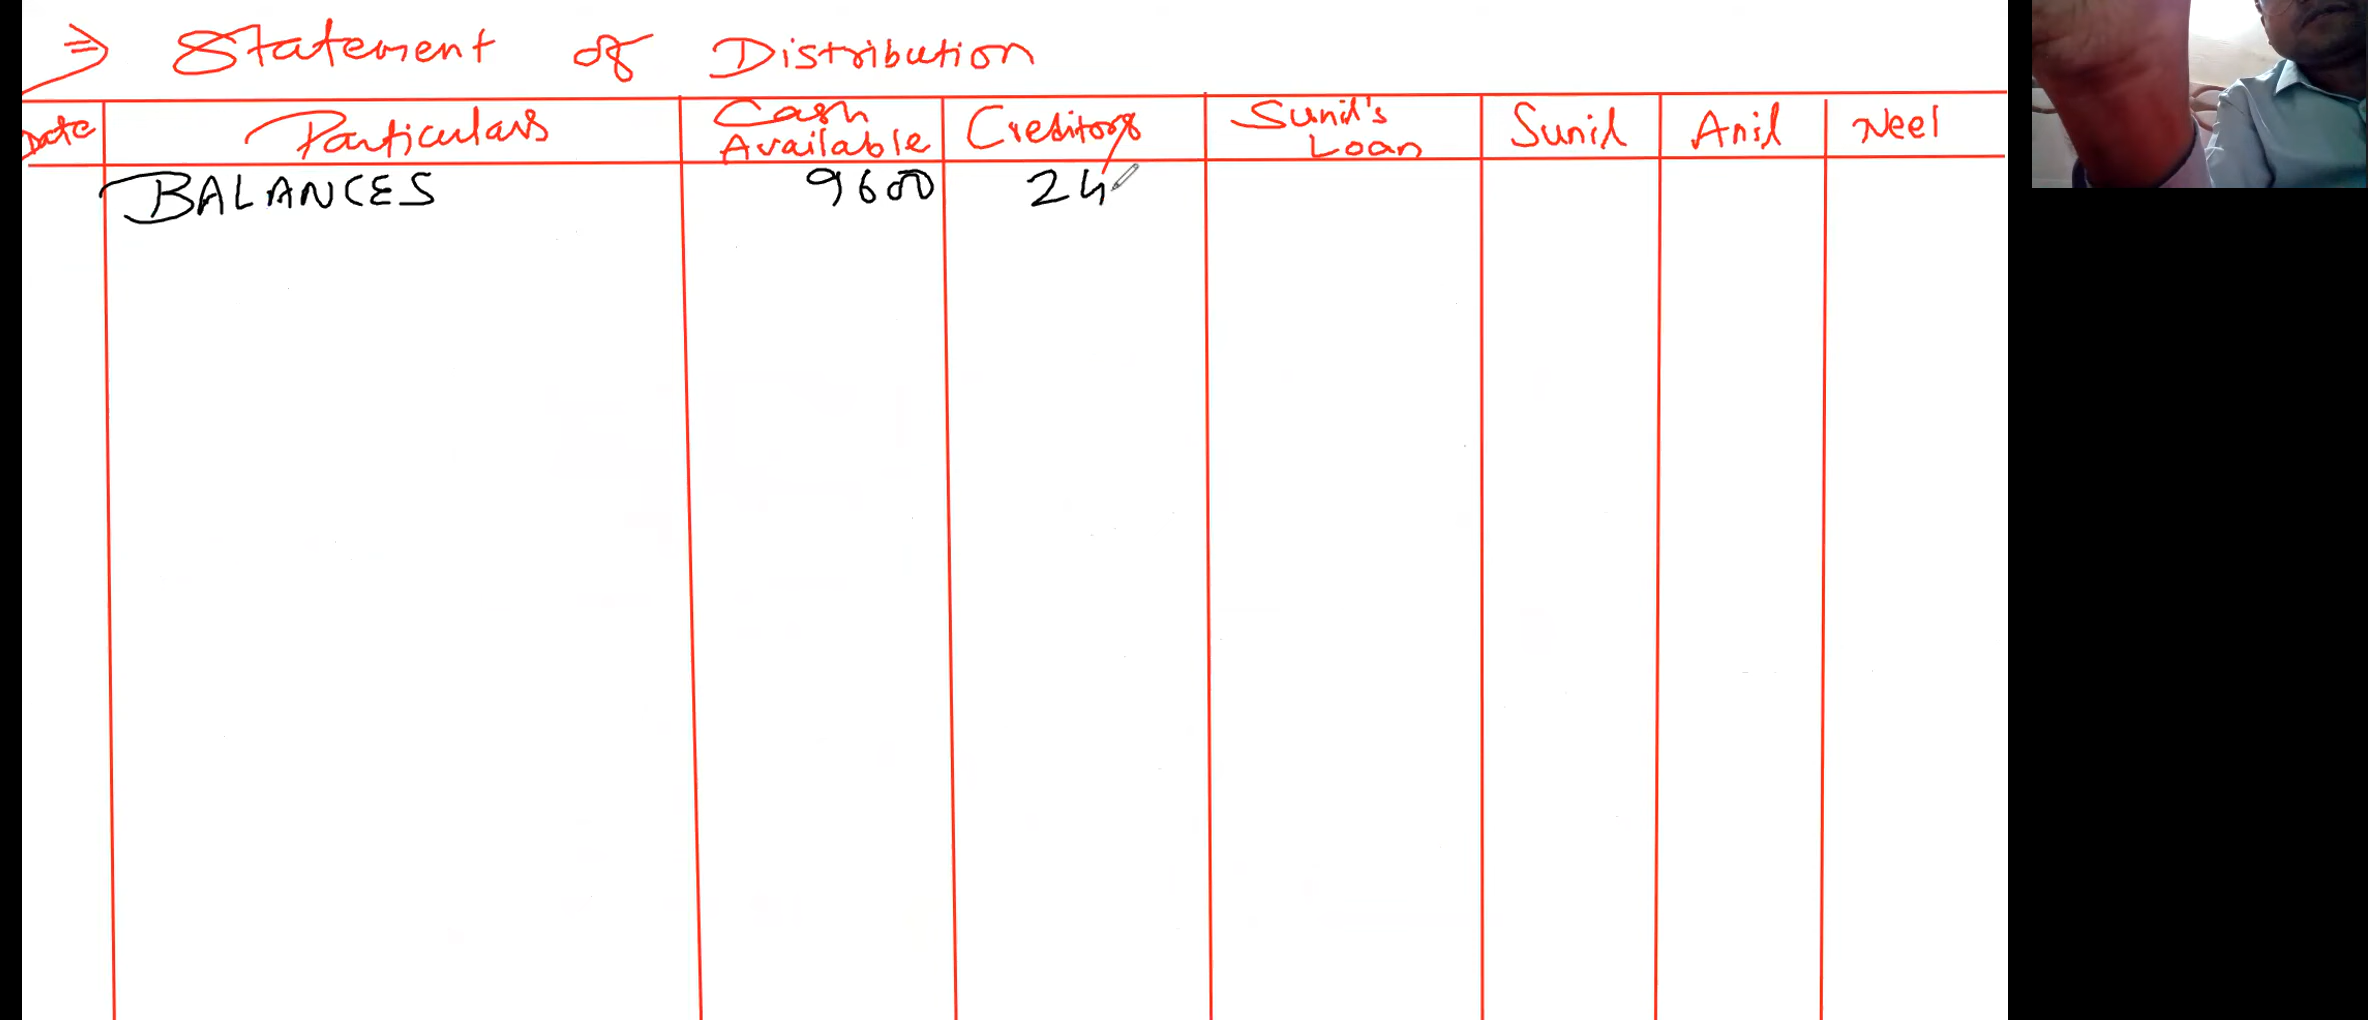 ⇒ Statement of Distribution
Date Particulars Cash Available Creditors Sunil's Loan Sunil Anil Neel
BALANCES 9600 24